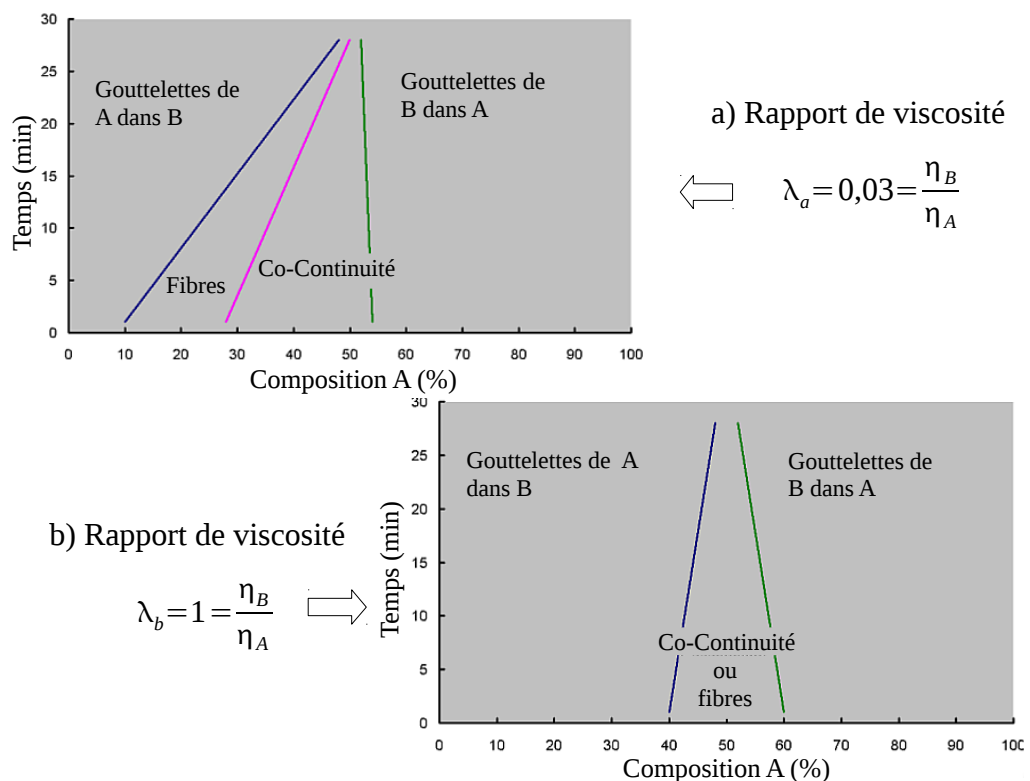 30
25
20
15
10
5
0
Temps (min)
Gouttelettes de
A dans B
Gouttelettes de
B dans A
Fibres
Co-Continuité
0 10 20 30 40 50 60 70 80 90 100
Composition A (%)
a) Rapport de viscosité
λa=0,03=ηB/ηA
b) Rapport de viscosité
λb=1=ηB/ηA
30
25
20
15
10
5
0
Temps (min)
Gouttelettes de A
dans B
Gouttelettes de
B dans A
Co-Continuité
ou
fibres
0 10 20 30 40 50 60 70 80 90 100
Composition A (%)